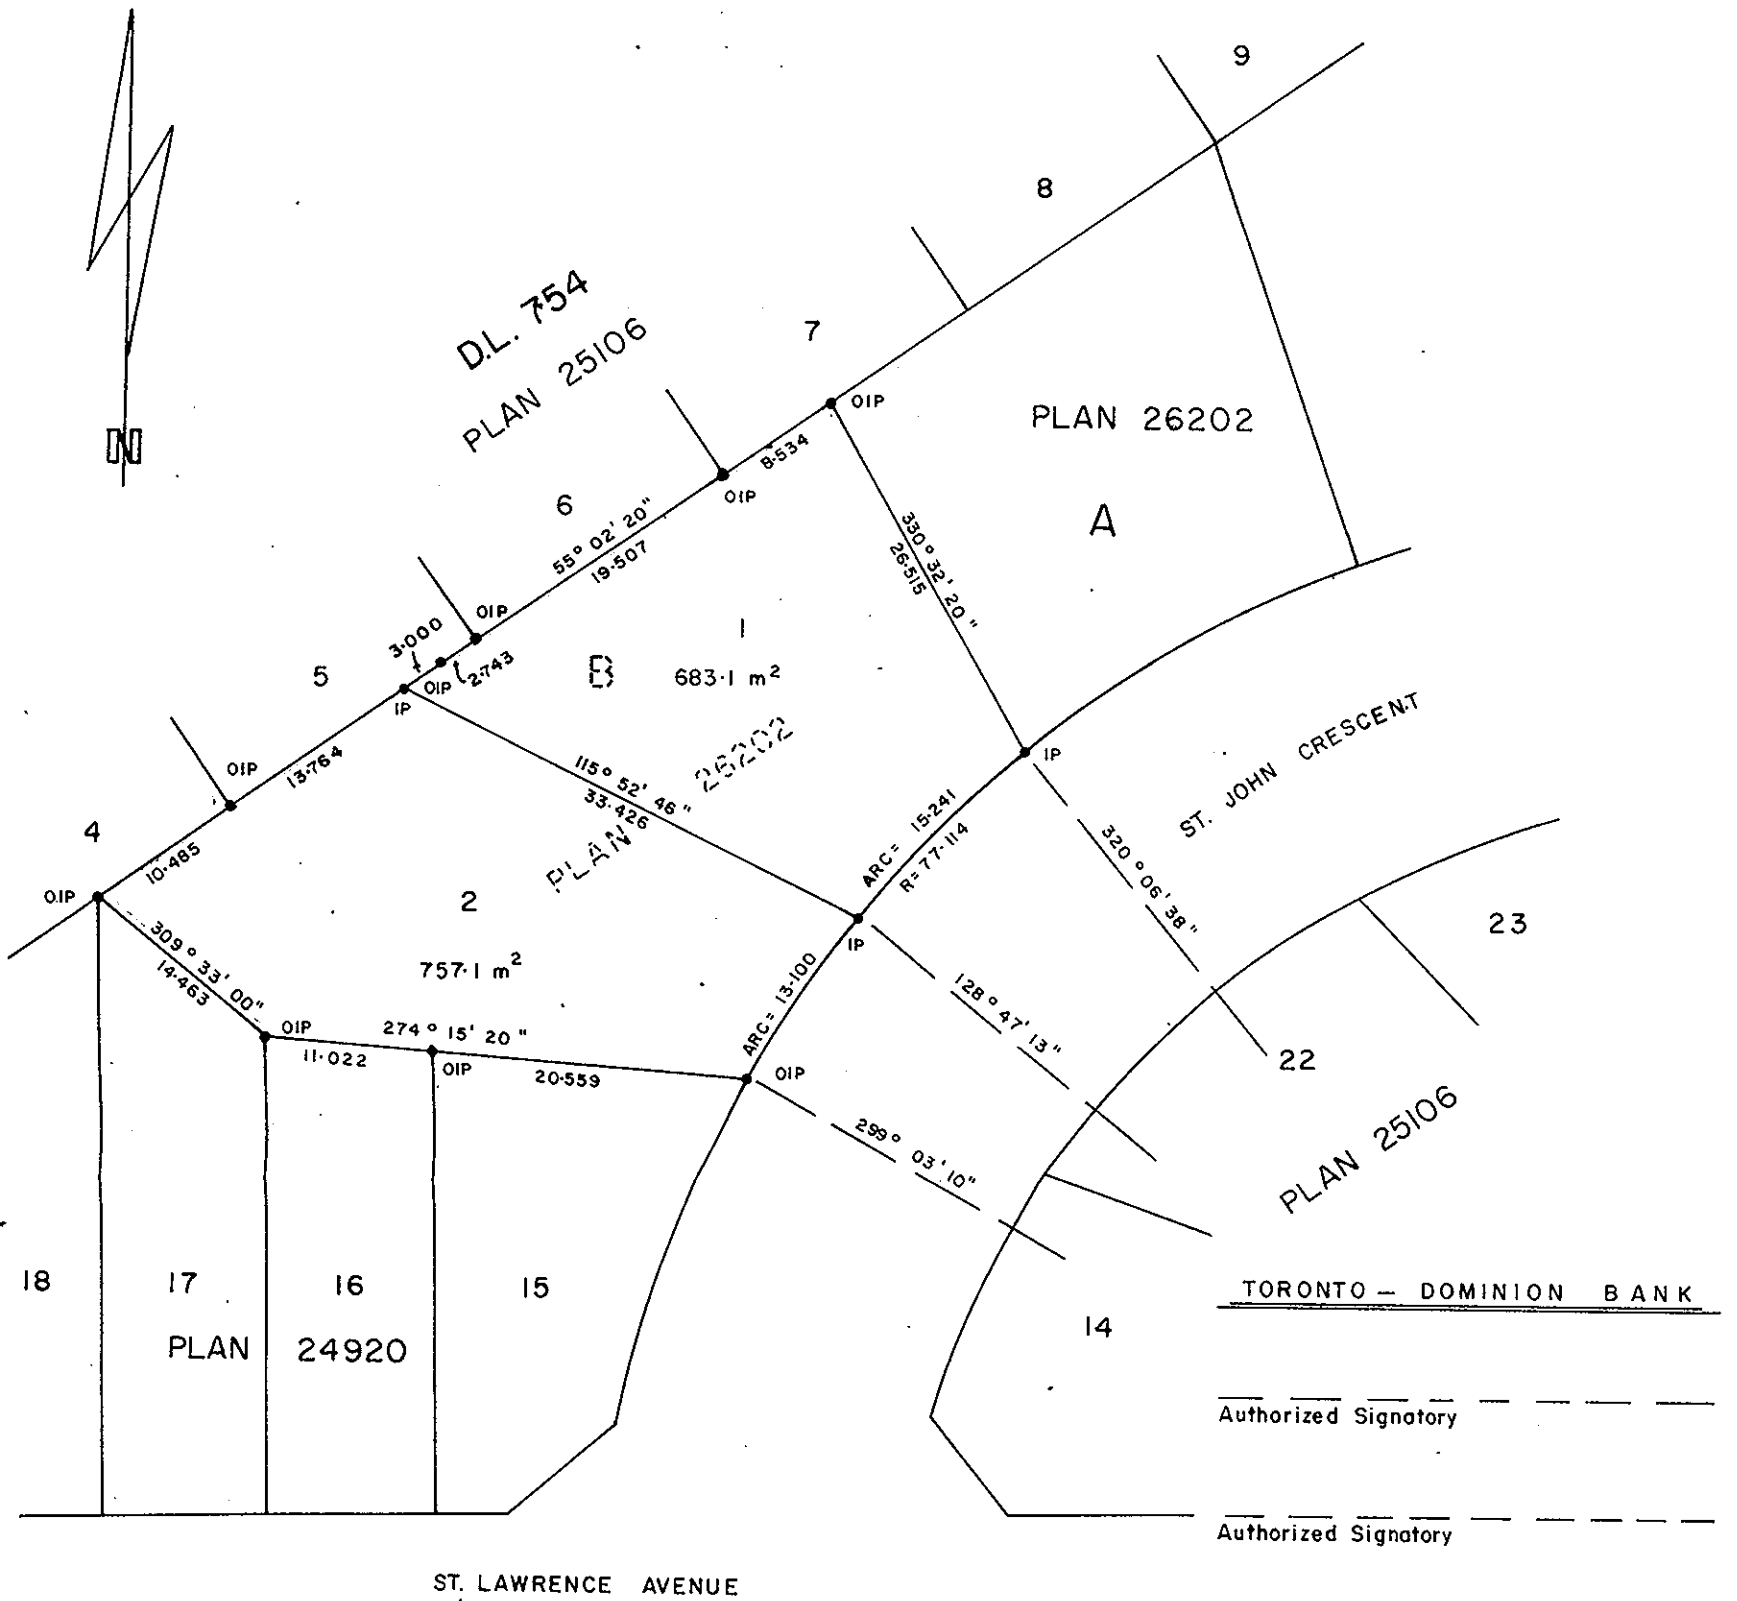 9
8
D.L. 754
PLAN 25106
7
OIP
PLAN 26202
8.534
OIP
6
55° 02' 20"
19.507
330° 32' 20"
26.515
A
OIP
3.000
2.743
1
B
683.1 m²
5
OIP
IP
PLAN 26202
ST. JOHN CRESCENT
IP
OIP
13.764
115° 52' 46"
33.426
ARC= 15.241
R= 77.114
320° 06' 38"
4
10.485
OIP
2
757.1 m²
309° 33' 00"
14.463
IP
23
ARC= 13.100
128° 47' 13"
OIP
274° 15' 20"
11.022
OIP
20.559
OIP
22
299° 03' 10"
PLAN 25106
18
17
16
15
14
PLAN 24920
TORONTO – DOMINION BANK
Authorized Signatory
Authorized Signatory
ST. LAWRENCE AVENUE
N